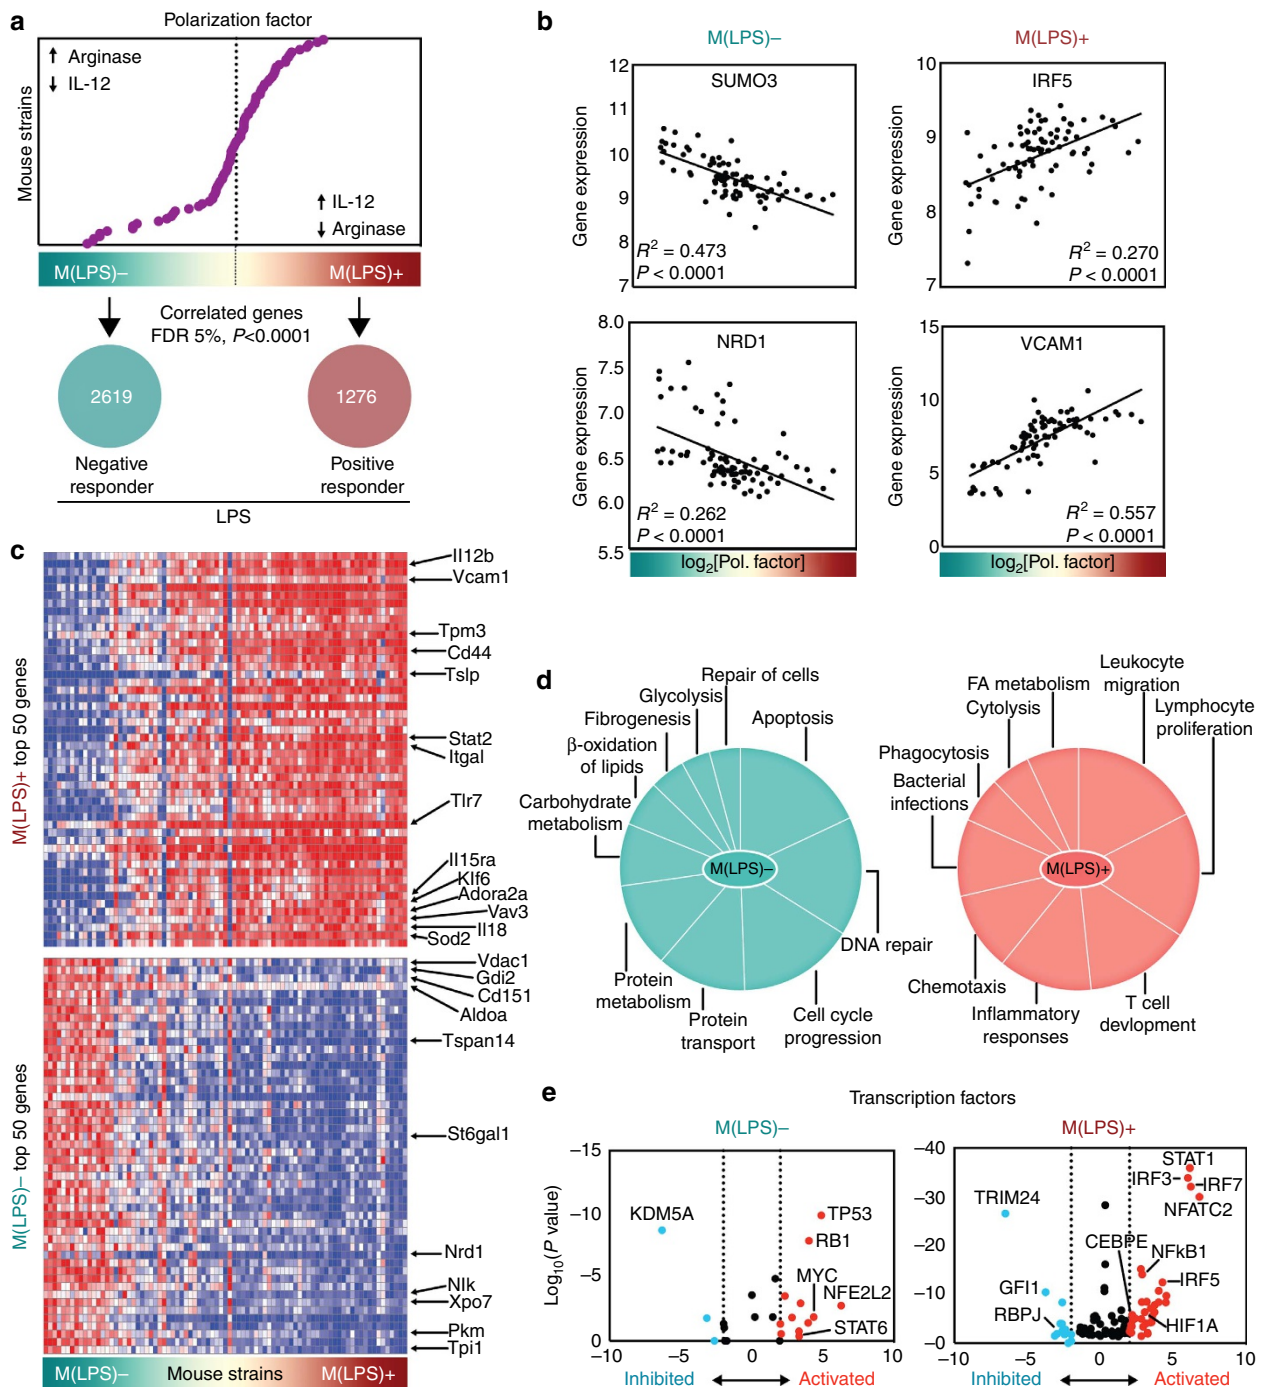 a
Polarization factor
Mouse strains
↑ Arginase
↓ IL-12
↑ IL-12
↓ Arginase
M(LPS)−
M(LPS)+
Correlated genes
FDR 5%, P<0.0001
2619
1276
Negative
responder
Positive
responder
LPS
b
M(LPS)−
M(LPS)+
SUMO3
Gene expression
12
11
10
9
8
7
R² = 0.473
P < 0.0001
IRF5
Gene expression
10
9
8
7
R² = 0.270
P < 0.0001
NRD1
Gene expression
8.0
7.5
7.0
6.5
6.0
5.5
R² = 0.262
P < 0.0001
log₂[Pol. factor]
VCAM1
Gene expression
15
10
5
0
R² = 0.557
P < 0.0001
log₂[Pol. factor]
c
M(LPS)+ top 50 genes
Il12b
Vcam1
Tpm3
Cd44
Tslp
Stat2
Itgal
Tlr7
Il15ra
Klf6
Adora2a
Vav3
Il18
Sod2
M(LPS)− top 50 genes
Vdac1
Gdi2
Cd151
Aldoa
Tspan14
St6gal1
Nrd1
Nlk
Xpo7
Pkm
Tpi1
M(LPS)−
Mouse strains
M(LPS)+
d
Repair of cells
Glycolysis
Fibrogenesis
β-oxidation
of lipids
Carbohydrate
metabolism
Apoptosis
M(LPS)−
DNA repair
Protein
metabolism
Protein
transport
Cell cycle
progression
Leukocyte
migration
FA metabolism
Cytolysis
Lymphocyte
proliferation
Phagocytosis
Bacterial
infections
M(LPS)+
Chemotaxis
Inflammatory
responses
T cell
devlopment
e
Transcription factors
M(LPS)−
M(LPS)+
Log₁₀(P value)
−15
−10
−5
0
KDM5A
TP53
RB1
MYC
NFE2L2
STAT6
−10
−5
0
5
10
Inhibited
Activated
−40
−30
−20
−10
−0
STAT1
IRF3
IRF7
NFATC2
TRIM24
CEBPE
NFkB1
GFI1
IRF5
RBPJ
HIF1A
−10
−5
0
5
10
Inhibited
Activated